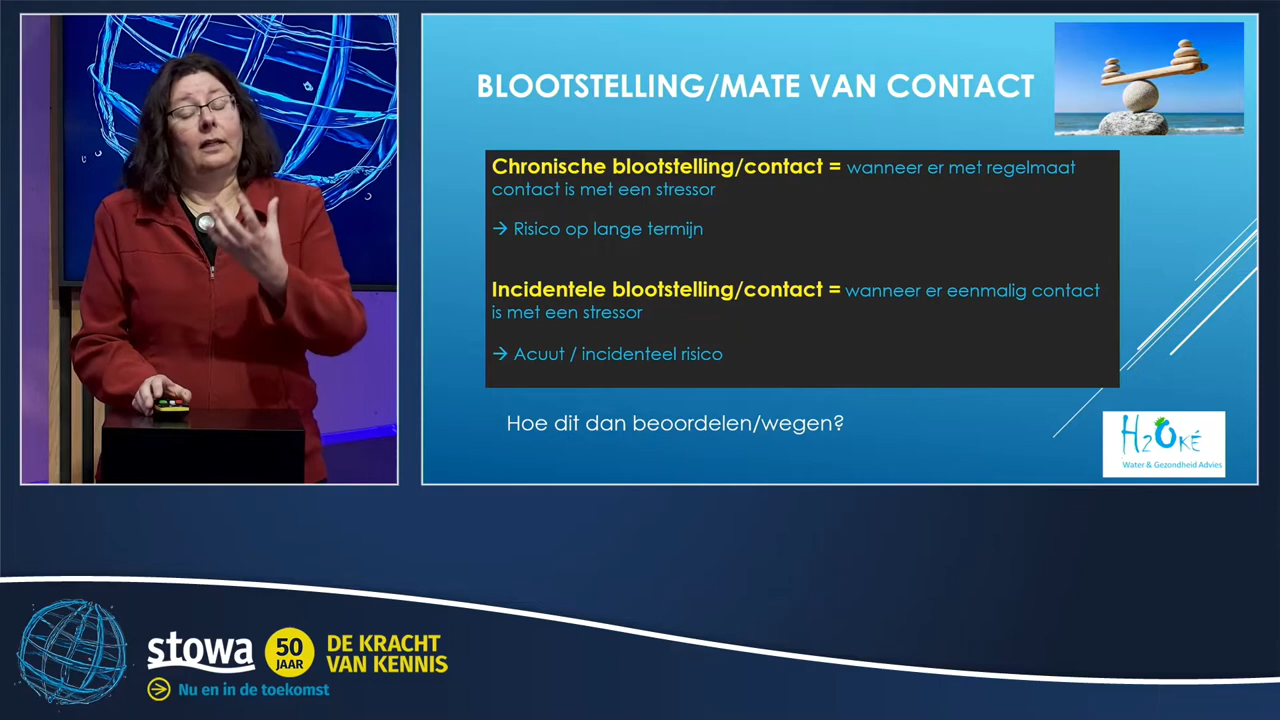 BLOOTSTELLING/MATE VAN CONTACT
Chronische blootstelling/contact = wanneer er met regelmaat
contact is met een stressor
→ Risico op lange termijn
Incidentele blootstelling/contact = wanneer er eenmalig contact
is met een stressor
→ Acuut / incidenteel risico
Hoe dit dan beoordelen/wegen?
H2Oké
Water & Gezondheid Advies
stowa
50
JAAR
DE KRACHT
VAN KENNIS
Nu en in de toekomst